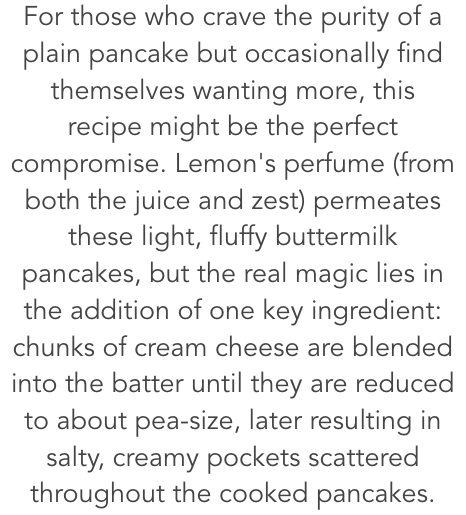 For those who crave the purity of a
plain pancake but occasionally find
themselves wanting more, this
recipe might be the perfect
compromise. Lemon's perfume (from
both the juice and zest) permeates
these light, fluffy buttermilk
pancakes, but the real magic lies in
the addition of one key ingredient:
chunks of cream cheese are blended
into the batter until they are reduced
to about pea-size, later resulting in
salty, creamy pockets scattered
throughout the cooked pancakes.